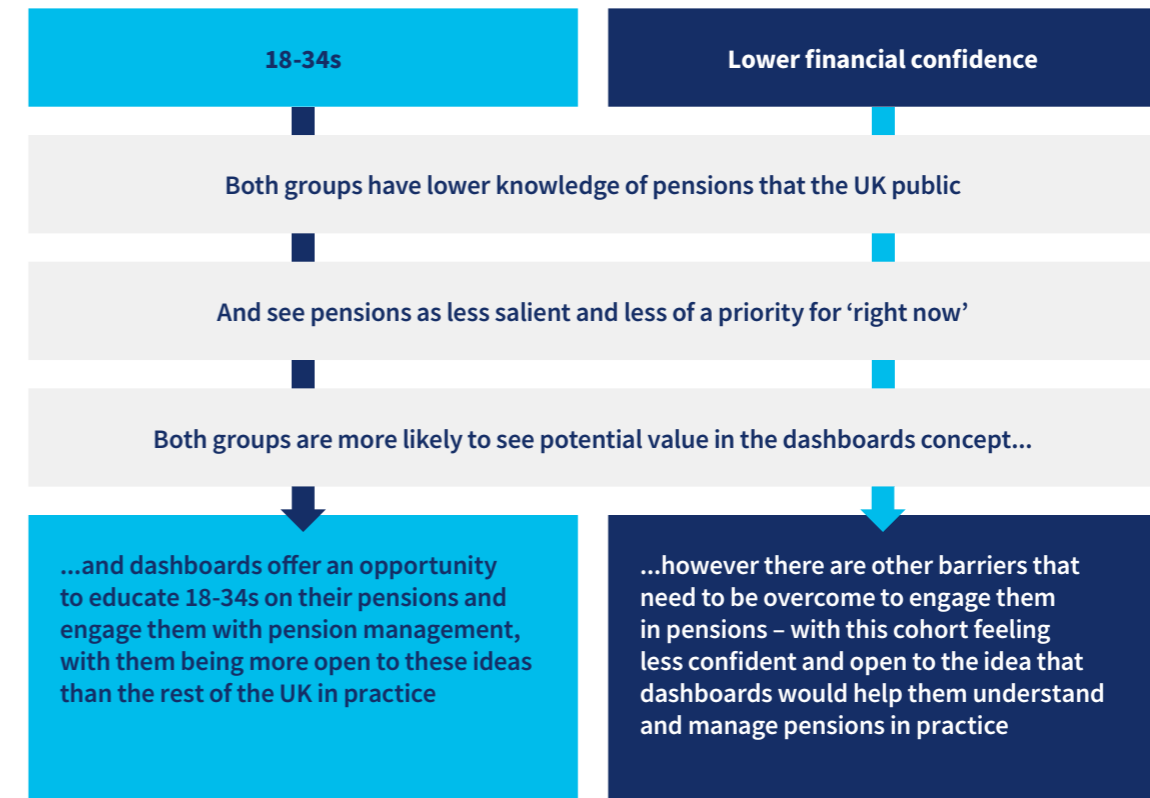 18-34s
Lower financial confidence
Both groups have lower knowledge of pensions that the UK public
And see pensions as less salient and less of a priority for ‘right now’
Both groups are more likely to see potential value in the dashboards concept...
...and dashboards offer an opportunity
to educate 18-34s on their pensions and
engage them with pension management,
with them being more open to these ideas
than the rest of the UK in practice
...however there are other barriers that
need to be overcome to engage them
in pensions – with this cohort feeling
less confident and open to the idea that
dashboards would help them understand
and manage pensions in practice